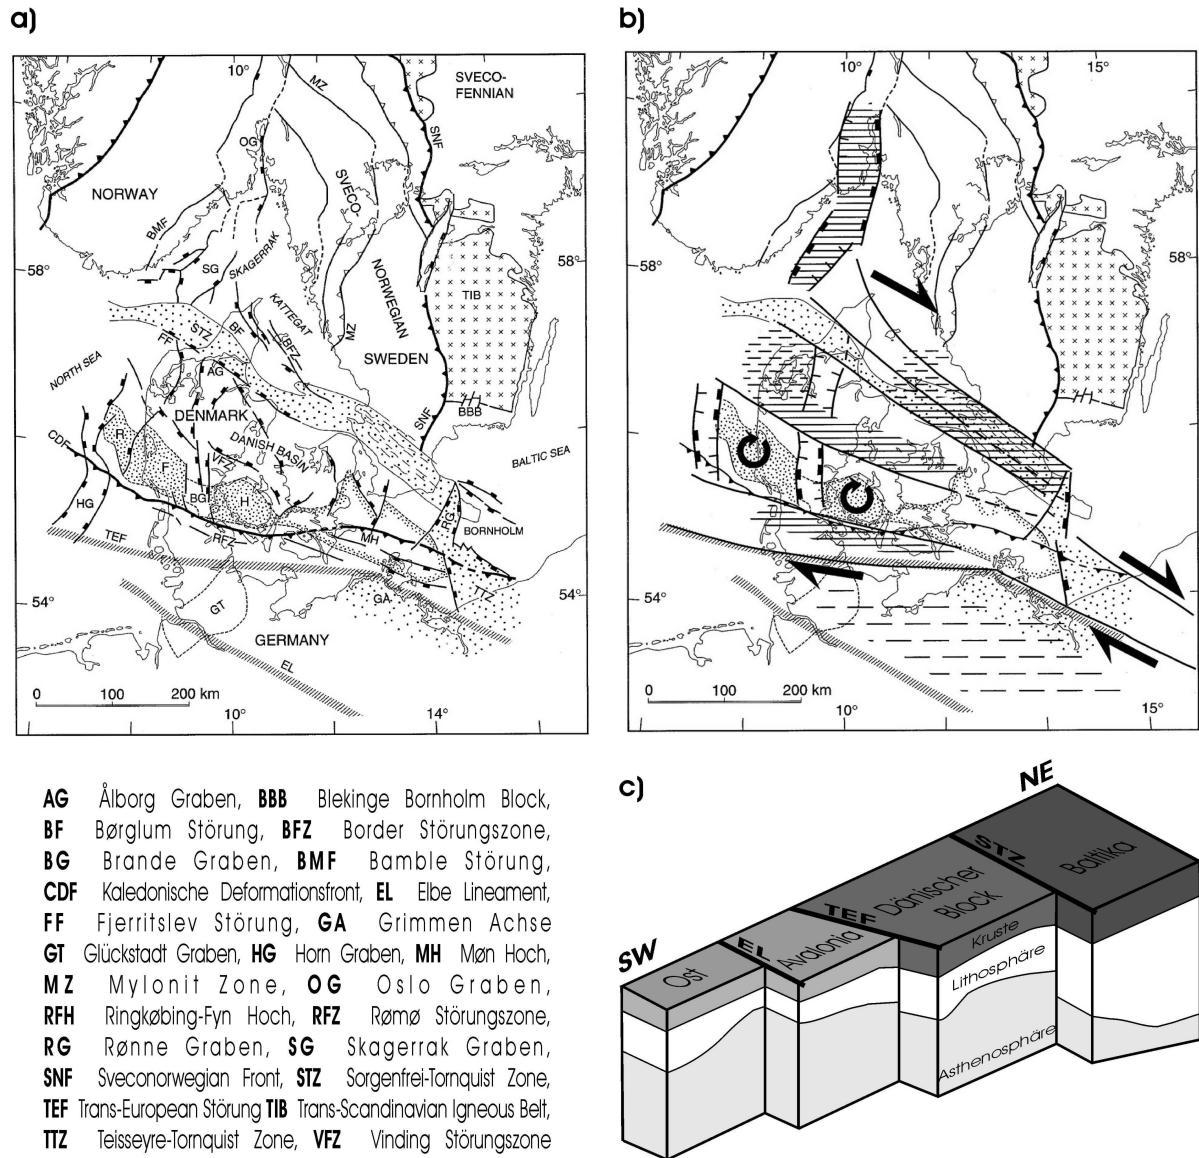 a)
10°
MZ
SVECO-
FENNIAN
SNF
OG
NORWAY
SVECO-
BMF
SG
SKAGERRAK
58°
NORWEGIAN
TIB
KATTEGAT
STZ
BF
FF
BFZ
MZ
SWEDEN
NORTH SEA
AG
BBB
DENMARK
SNF
R
CDF
DANISH BASIN
VFZ
BALTIC SEA
F
HG
BG
H
RG
BORNHOLM
TEF
RFZ
MH
TTZ
GA
54°
GT
54°
GERMANY
EL
0 100 200 km
10°
14°
b)
10°
15°
58°
58°
54°
54°
0 100 200 km
10°
15°
AG Ålborg Graben, BBB Blekinge Bornholm Block,
BF Børglum Störung, BFZ Border Störungszone,
BG Brande Graben, BMF Bamble Störung,
CDF Kaledonische Deformationsfront, EL Elbe Lineament,
FF Fjerritslev Störung, GA Grimmen Achse
GT Glückstadt Graben, HG Horn Graben, MH Møn Hoch,
MZ Mylonit Zone, OG Oslo Graben,
RFH Ringkøbing-Fyn Hoch, RFZ Rømø Störungszone,
RG Rønne Graben, SG Skagerrak Graben,
SNF Sveconorwegian Front, STZ Sorgenfrei-Tornquist Zone,
TEF Trans-European Störung TIB Trans-Scandinavian Igneous Belt,
TTZ Teisseyre-Tornquist Zone, VFZ Vinding Störungszone
c)
NE
STZ
Baltika
TEF
Dänischer
Block
SW
EL
Avalonia
Ost
Kruste
Lithosphäre
Asthenosphäre